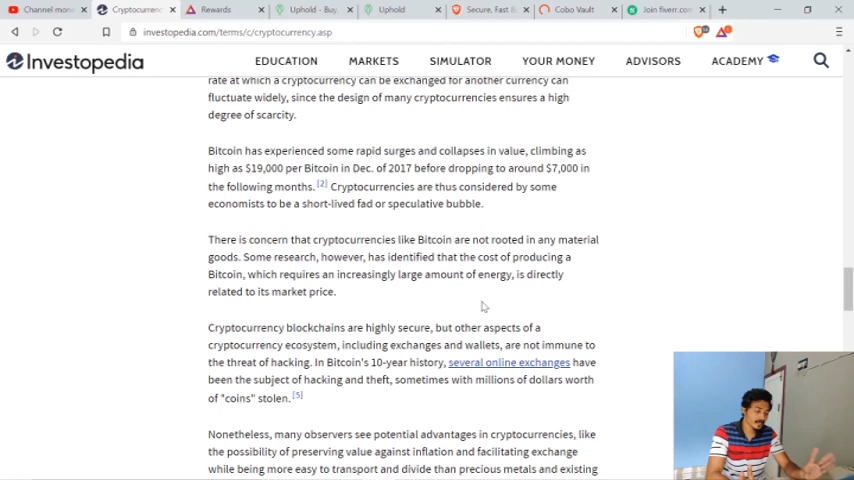 Channel mone
Cryptocurrenc
Rewards
Uphold - Buy,
Uphold
Secure, Fast &
Cobo Vault
Join fiverr.com
investopedia.com/terms/c/cryptocurrency.asp
Investopedia
EDUCATION MARKETS SIMULATOR YOUR MONEY ADVISORS ACADEMY
rate at which a cryptocurrency can be exchanged for another currency can
fluctuate widely, since the design of many cryptocurrencies ensures a high
degree of scarcity.
Bitcoin has experienced some rapid surges and collapses in value, climbing as
high as $19,000 per Bitcoin in Dec. of 2017 before dropping to around $7,000 in
the following months. [2] Cryptocurrencies are thus considered by some
economists to be a short-lived fad or speculative bubble.
There is concern that cryptocurrencies like Bitcoin are not rooted in any material
goods. Some research, however, has identified that the cost of producing a
Bitcoin, which requires an increasingly large amount of energy, is directly
related to its market price.
Cryptocurrency blockchains are highly secure, but other aspects of a
cryptocurrency ecosystem, including exchanges and wallets, are not immune to
the threat of hacking. In Bitcoin's 10-year history, several online exchanges have
been the subject of hacking and theft, sometimes with millions of dollars worth
of "coins" stolen. [5]
Nonetheless, many observers see potential advantages in cryptocurrencies, like
the possibility of preserving value against inflation and facilitating exchange
while being more easy to transport and divide than precious metals and existing